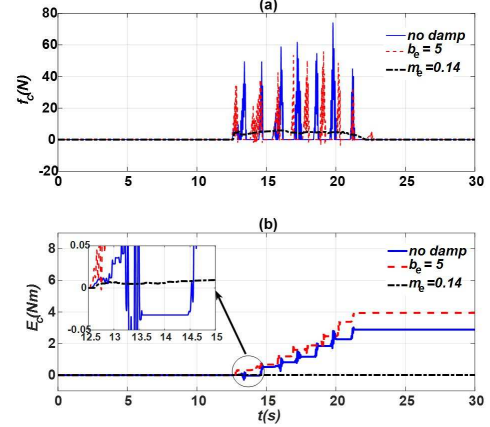 (a)
80
60
40
20
0
-20
f_c(N)
no damp
b_e = 5
m_e =0.14
0 5 10 15 20 25 30
(b)
8
6
4
2
0
E_c(Nm)
0.05
0
-0.05
12.5 13 13.5 14 14.5 15
no damp
b_e = 5
m_e =0.14
0 5 10 15 20 25 30
t(s)